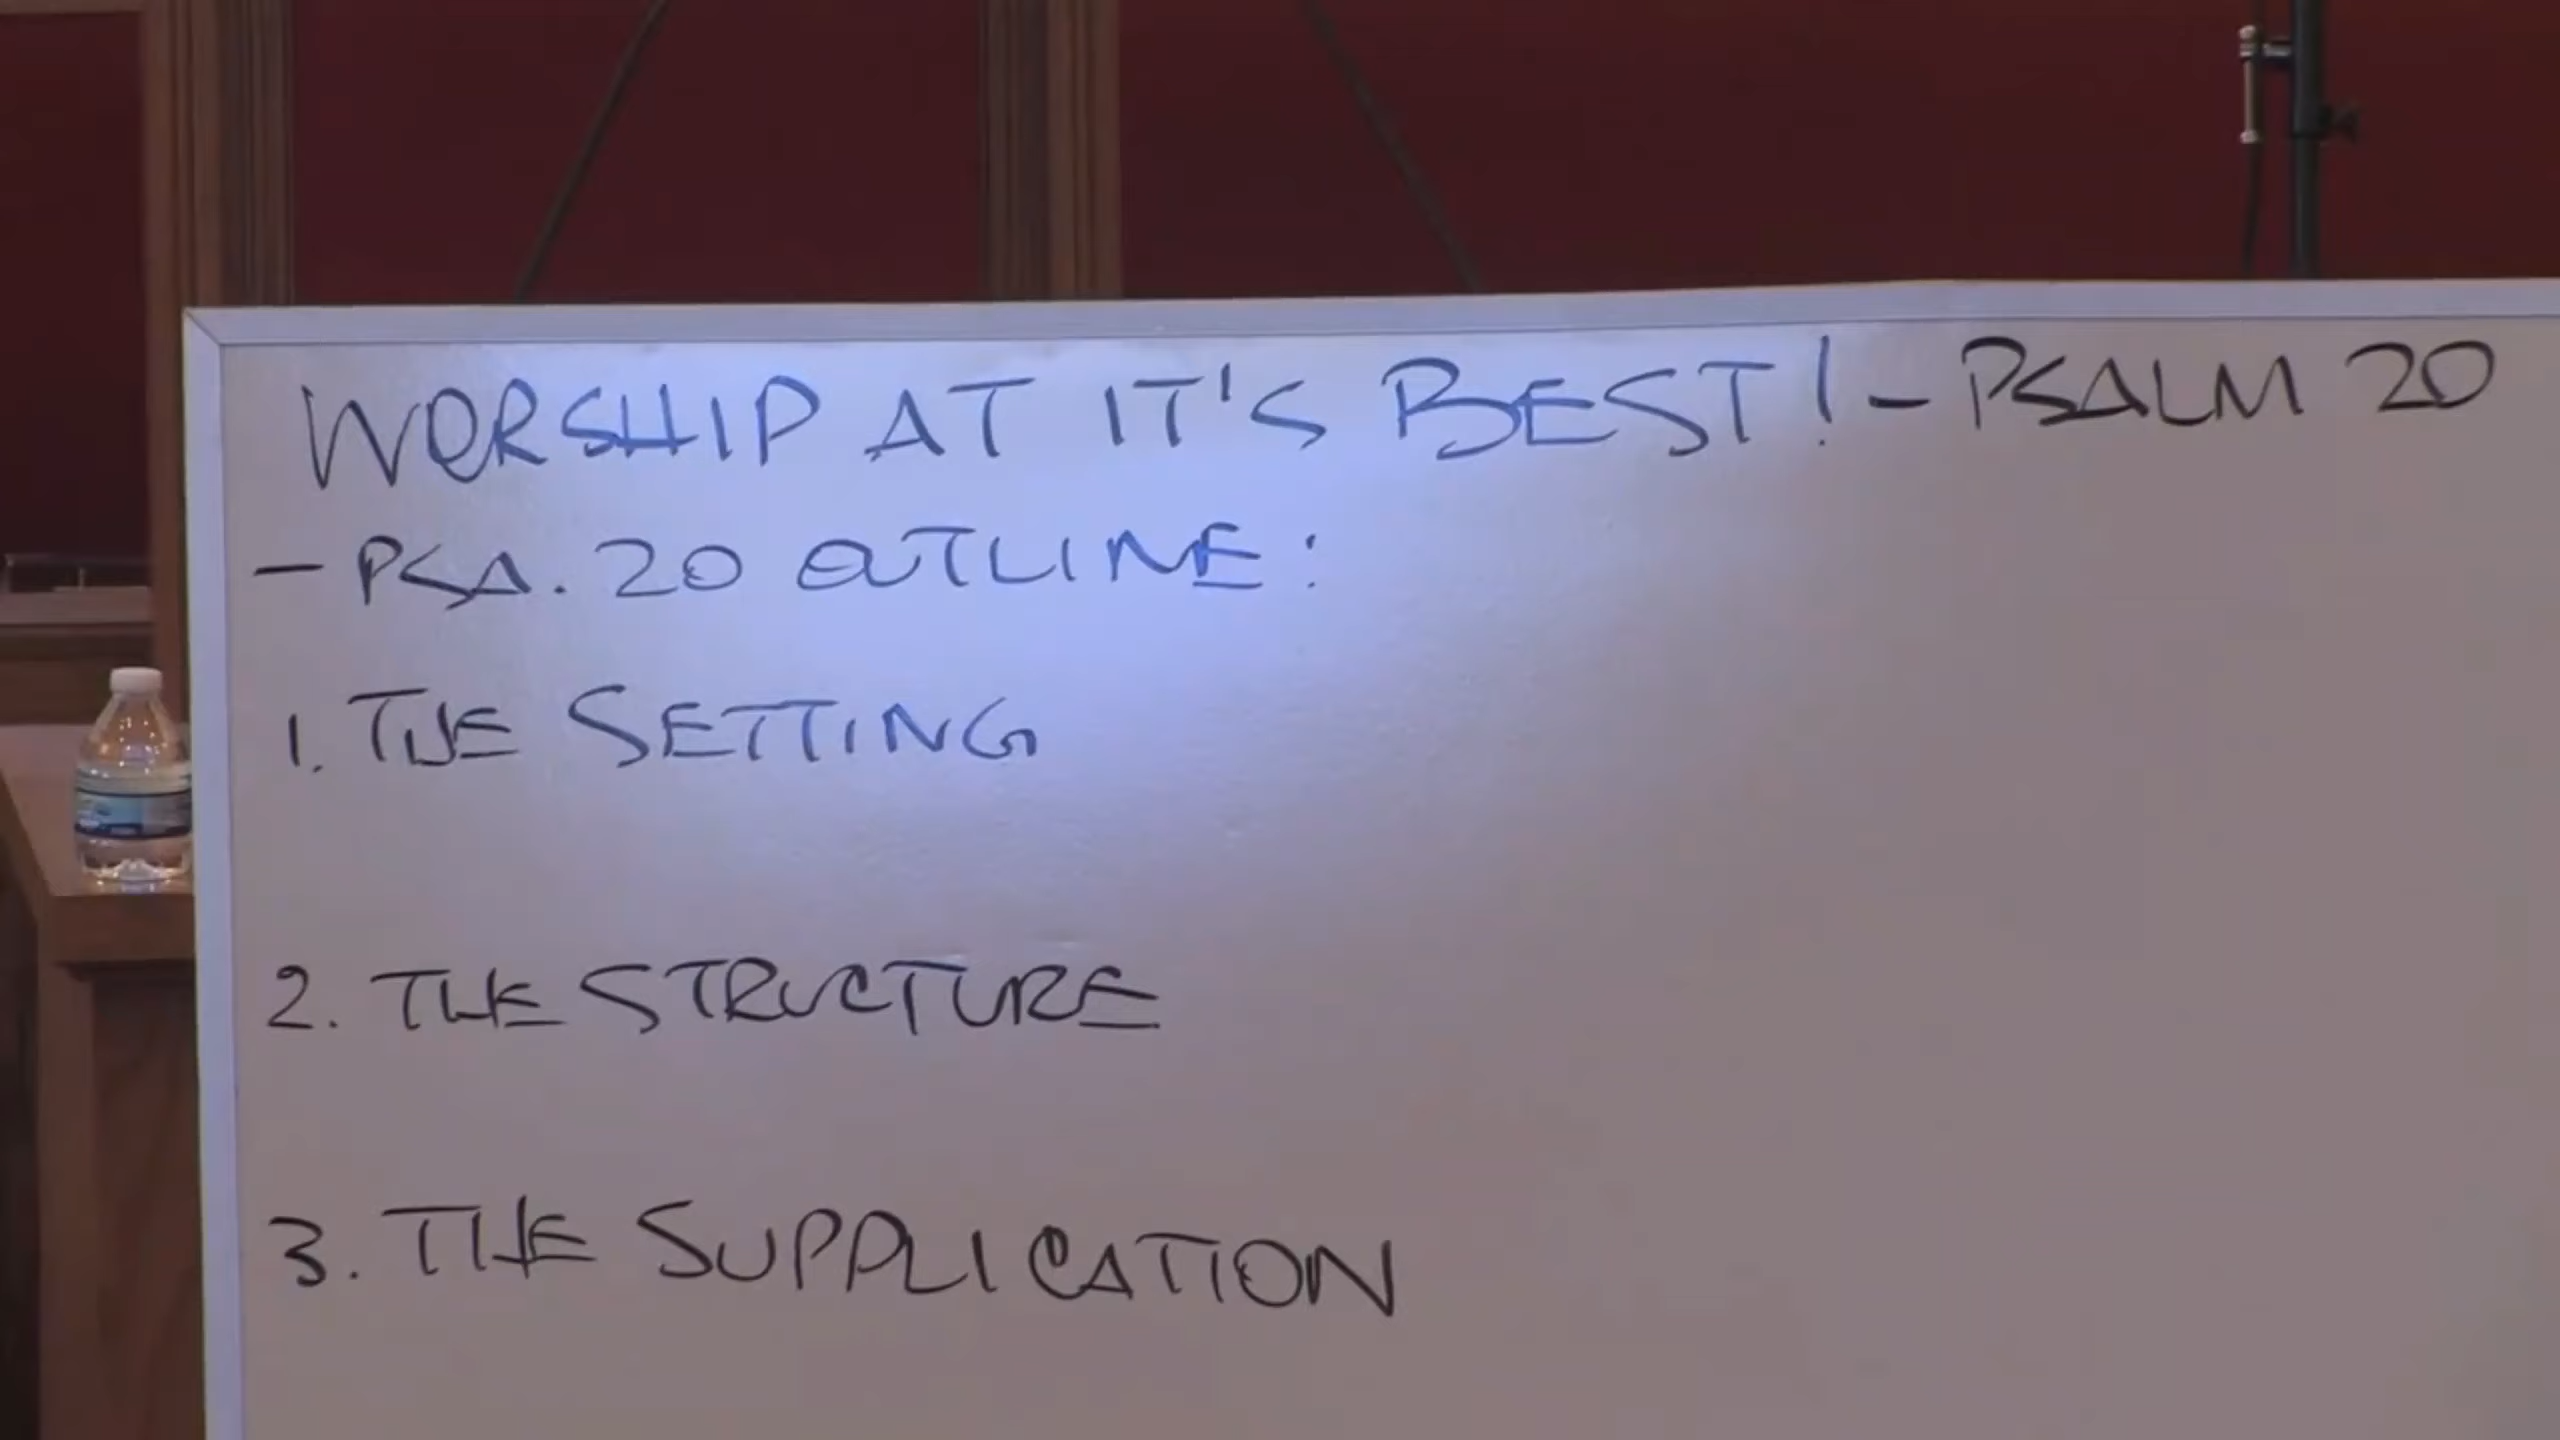 WORSHIP AT IT'S BEST! - PSALM 20
- PSA. 20 OUTLINE:
1. THE SETTING
2. THE STRUCTURE
3. THE SUPPLICATION